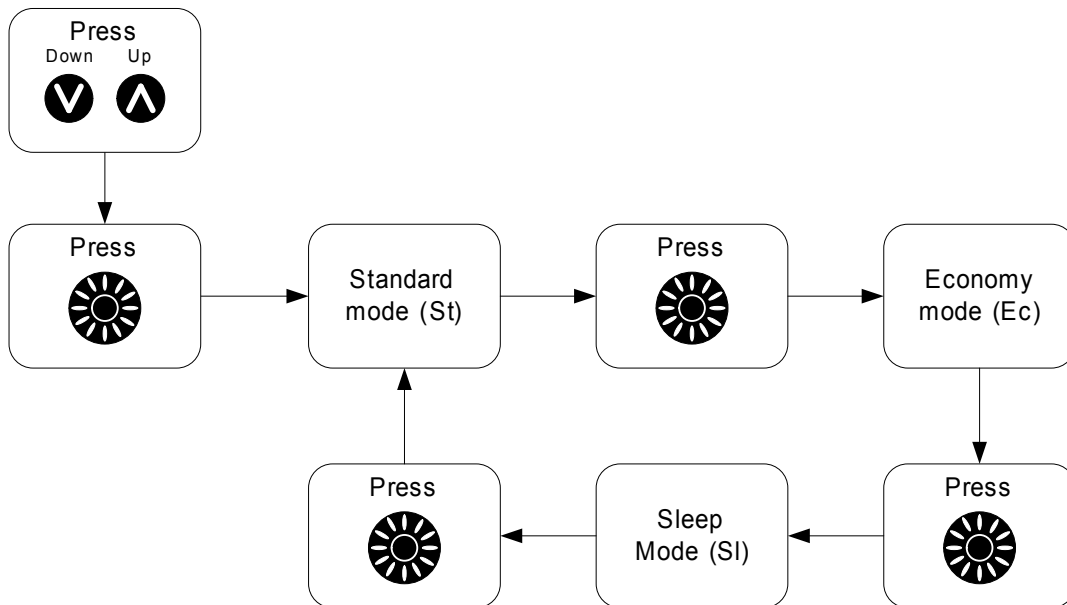 Press
Down Up
Press
Standard
mode (St)
Press
Economy
mode (Ec)
Press
Sleep
Mode (Sl)
Press